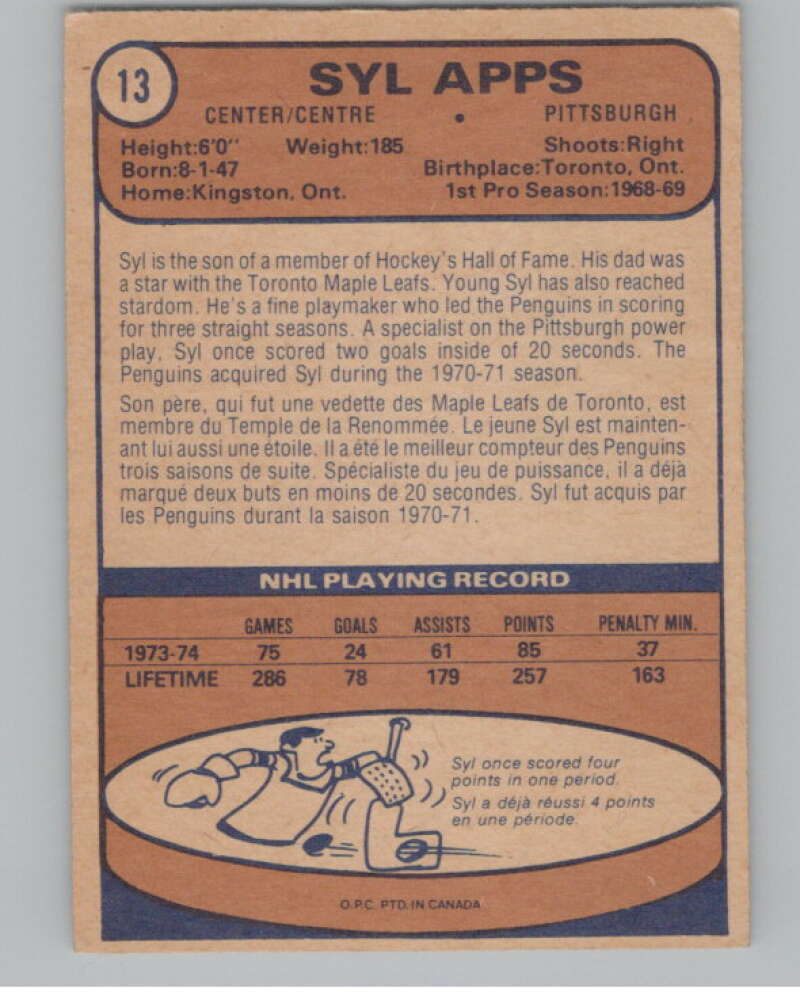 13
SYL APPS
CENTER/CENTRE • PITTSBURGH
Height:6'0" Weight:185 Shoots:Right
Born:8-1-47 Birthplace:Toronto, Ont.
Home:Kingston, Ont. 1st Pro Season:1968-69
Syl is the son of a member of Hockey's Hall of Fame. His dad was
a star with the Toronto Maple Leafs. Young Syl has also reached
stardom. He's a fine playmaker who led the Penguins in scoring
for three straight seasons. A specialist on the Pittsburgh power
play, Syl once scored two goals inside of 20 seconds. The
Penguins acquired Syl during the 1970-71 season.
Son père, qui fut une vedette des Maple Leafs de Toronto, est
membre du Temple de la Renommée. Le jeune Syl est mainten-
ant lui aussi une étoile. Il a été le meilleur compteur des Penguins
trois saisons de suite. Spécialiste du jeu de puissance, il a déjà
marqué deux buts en moins de 20 secondes. Syl fut acquis par
les Penguins durant la saison 1970-71.
NHL PLAYING RECORD
GAMES GOALS ASSISTS POINTS PENALTY MIN.
1973-74 75 24 61 85 37
LIFETIME 286 78 179 257 163
Syl once scored four
points in one period.
Syl a déjà réussi 4 points
en une période.
O.P.C. PTD. IN CANADA